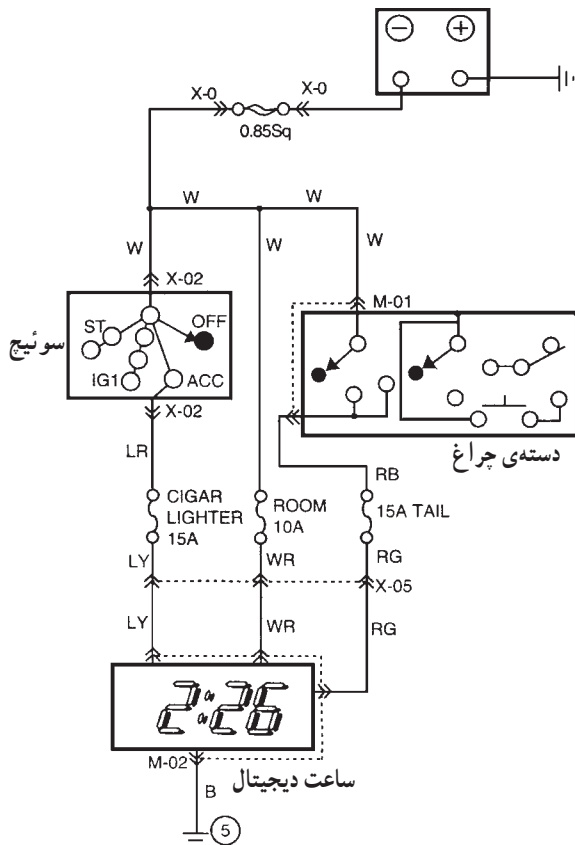 − +
X-0 X-0
0.85Sq
W W
W W W
X-02
M-01
سوئیچ
ST OFF
IG1 ACC
X-02
دسته‌ی چراغ
LR
RB
CIGAR LIGHTER 15A
ROOM 10A
15A TAIL
LY WR RG
X-05
LY WR RG
2:26
M-02
ساعت دیجیتال
B
5